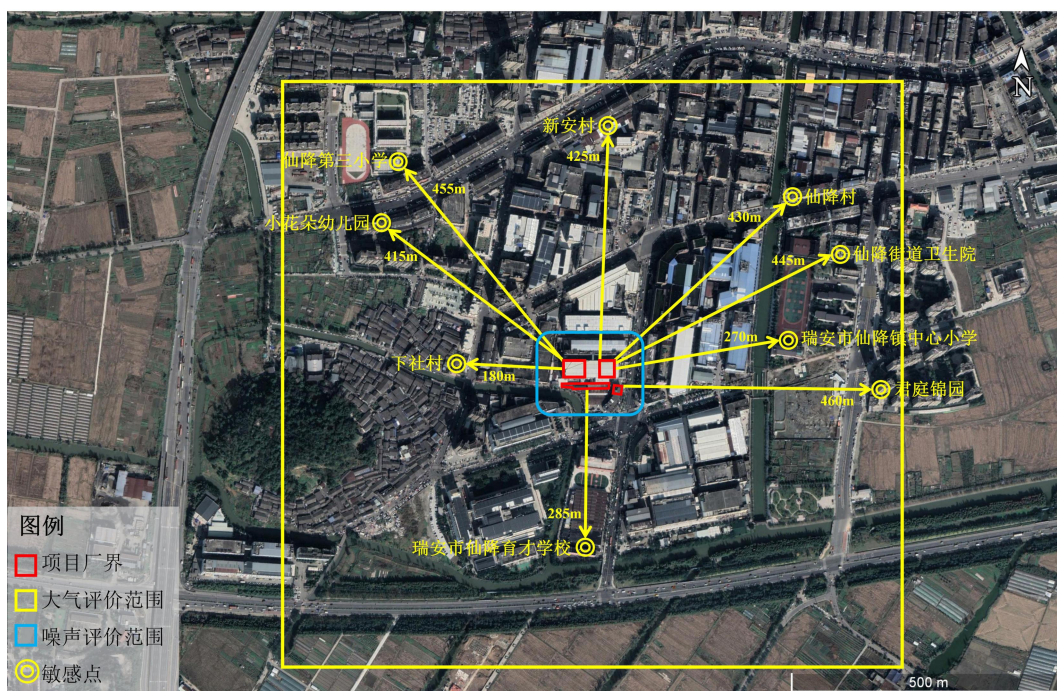 N
新安村
425m
仙降第三小学
455m
仙降村
430m
小花朵幼儿园
415m
仙降街道卫生院
445m
瑞安市仙降镇中心小学
270m
下社村
180m
君庭锦园
460m
285m
瑞安市仙降育才学校
图例
项目厂界
大气评价范围
噪声评价范围
敏感点
500 m